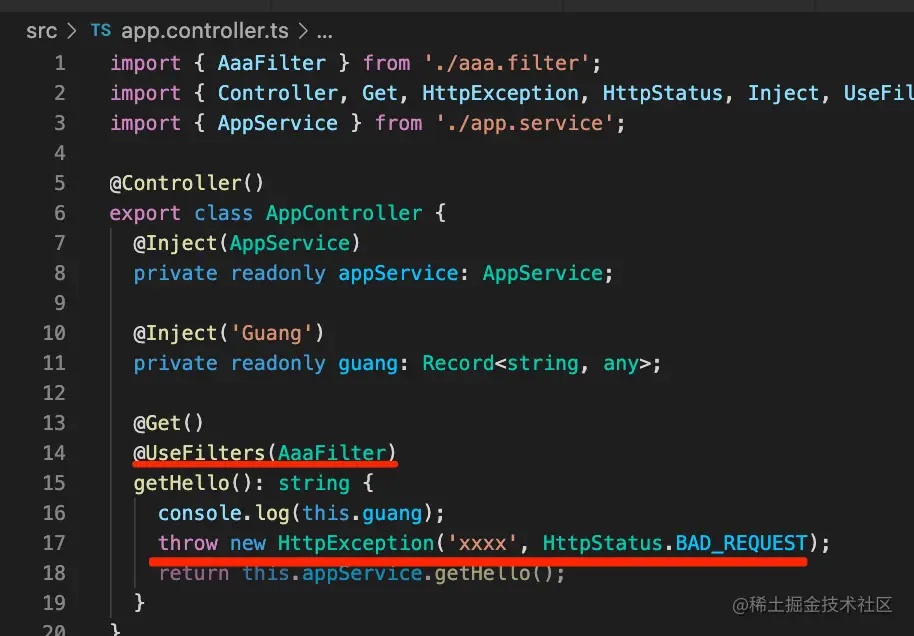 src > TS app.controller.ts > ...
1 import { AaaFilter } from './aaa.filter';
2 import { Controller, Get, HttpException, HttpStatus, Inject, UseFil
3 import { AppService } from './app.service';
4
5 @Controller()
6 export class AppController {
7 @Inject(AppService)
8 private readonly appService: AppService;
9
10 @Inject('Guang')
11 private readonly guang: Record<string, any>;
12
13 @Get()
14 @UseFilters(AaaFilter)
15 getHello(): string {
16 console.log(this.guang);
17 throw new HttpException('xxxx', HttpStatus.BAD_REQUEST);
18 return this.appService.getHello();
19 }
20 }
@稀土掘金技术社区